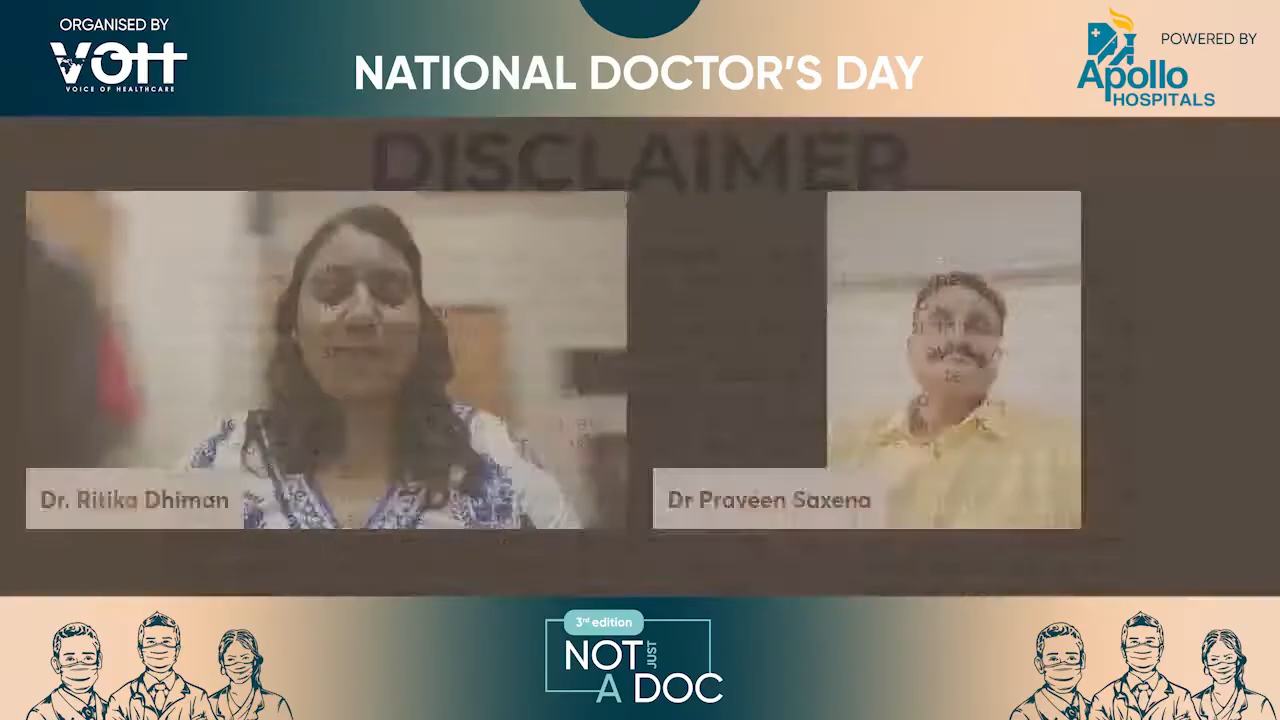 ORGANISED BY
VOH
VOICE OF HEALTHCARE
NATIONAL DOCTOR'S DAY
POWERED BY
Apollo
HOSPITALS
DISCLAIMER
Dr. Ritika Dhiman
Dr Praveen Saxena
3rd edition
NOT JUST
A DOC